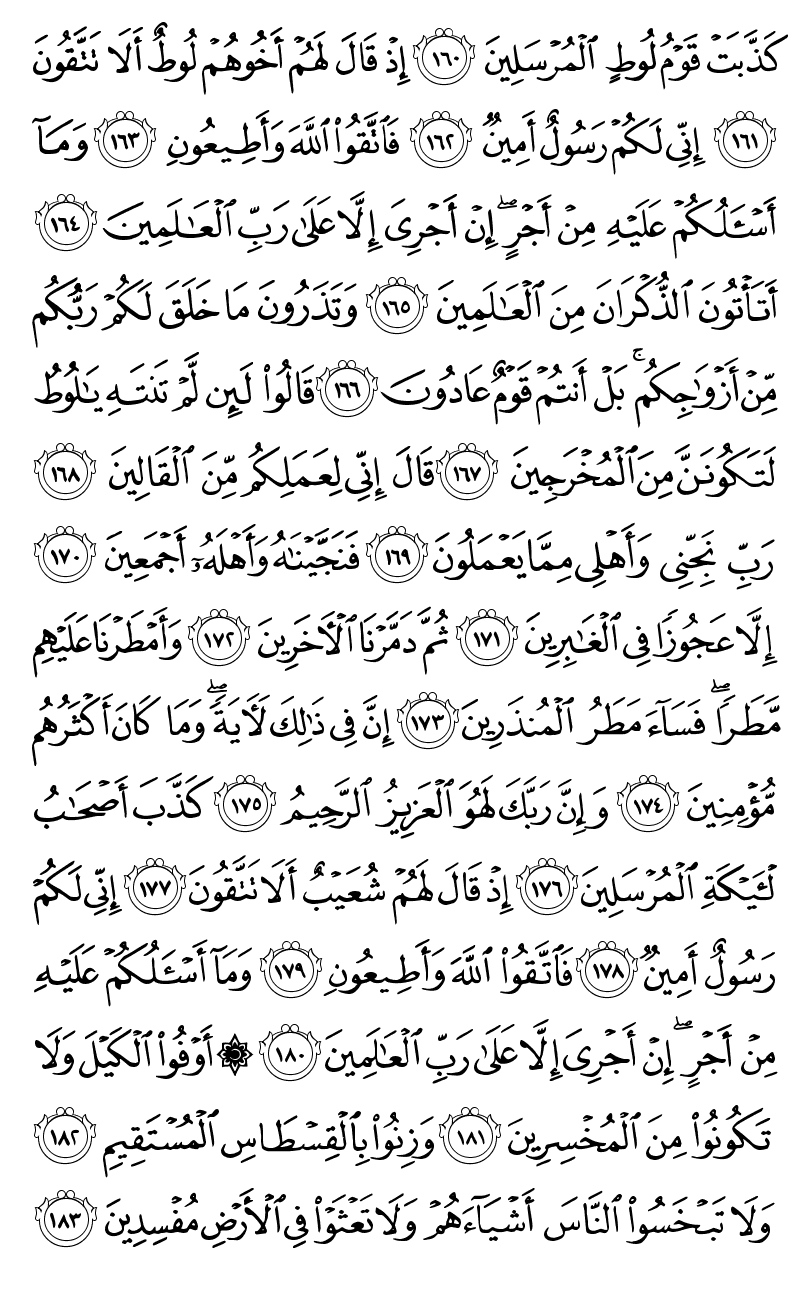 كَذَّبَتۡ قَوۡمُ لُوطٍ ٱلۡمُرۡسَلِينَ ١٦٠ إِذۡ قَالَ لَهُمۡ أَخُوهُمۡ لُوطٌ أَلَا تَتَّقُونَ
١٦١ إِنِّي لَكُمۡ رَسُولٌ أَمِينٌ ١٦٢ فَٱتَّقُواْ ٱللَّهَ وَأَطِيعُونِ ١٦٣ وَمَآ
أَسۡـَٔلُكُمۡ عَلَيۡهِ مِنۡ أَجۡرٍۖ إِنۡ أَجۡرِيَ إِلَّا عَلَىٰ رَبِّ ٱلۡعَٰلَمِينَ ١٦٤
أَتَأۡتُونَ ٱلذُّكۡرَانَ مِنَ ٱلۡعَٰلَمِينَ ١٦٥ وَتَذَرُونَ مَا خَلَقَ لَكُمۡ رَبُّكُم
مِّنۡ أَزۡوَٰجِكُمۚ بَلۡ أَنتُمۡ قَوۡمٌ عَادُونَ ١٦٦ قَالُواْ لَئِن لَّمۡ تَنتَهِ يَٰلُوطُ
لَتَكُونَنَّ مِنَ ٱلۡمُخۡرَجِينَ ١٦٧ قَالَ إِنِّي لِعَمَلِكُم مِّنَ ٱلۡقَالِينَ ١٦٨
رَبِّ نَجِّنِي وَأَهۡلِي مِمَّا يَعۡمَلُونَ ١٦٩ فَنَجَّيۡنَٰهُ وَأَهۡلَهُۥٓ أَجۡمَعِينَ ١٧٠
إِلَّا عَجُوزٗا فِي ٱلۡغَٰبِرِينَ ١٧١ ثُمَّ دَمَّرۡنَا ٱلۡأٓخَرِينَ ١٧٢ وَأَمۡطَرۡنَا عَلَيۡهِم
مَّطَرٗاۖ فَسَآءَ مَطَرُ ٱلۡمُنذَرِينَ ١٧٣ إِنَّ فِي ذَٰلِكَ لَأٓيَةٗۖ وَمَا كَانَ أَكۡثَرُهُم
مُّؤۡمِنِينَ ١٧٤ وَإِنَّ رَبَّكَ لَهُوَ ٱلۡعَزِيزُ ٱلرَّحِيمُ ١٧٥ كَذَّبَ أَصۡحَٰبُ
لۡـَٔيۡكَةِ ٱلۡمُرۡسَلِينَ ١٧٦ إِذۡ قَالَ لَهُمۡ شُعَيۡبٌ أَلَا تَتَّقُونَ ١٧٧ إِنِّي لَكُمۡ
رَسُولٌ أَمِينٌ ١٧٨ فَٱتَّقُواْ ٱللَّهَ وَأَطِيعُونِ ١٧٩ وَمَآ أَسۡـَٔلُكُمۡ عَلَيۡهِ
مِنۡ أَجۡرٍۖ إِنۡ أَجۡرِيَ إِلَّا عَلَىٰ رَبِّ ٱلۡعَٰلَمِينَ ١٨٠ ۞ أَوۡفُواْ ٱلۡكَيۡلَ وَلَا
تَكُونُواْ مِنَ ٱلۡمُخۡسِرِينَ ١٨١ وَزِنُواْ بِٱلۡقِسۡطَاسِ ٱلۡمُسۡتَقِيمِ ١٨٢
وَلَا تَبۡخَسُواْ ٱلنَّاسَ أَشۡيَآءَهُمۡ وَلَا تَعۡثَوۡاْ فِي ٱلۡأَرۡضِ مُفۡسِدِينَ ١٨٣